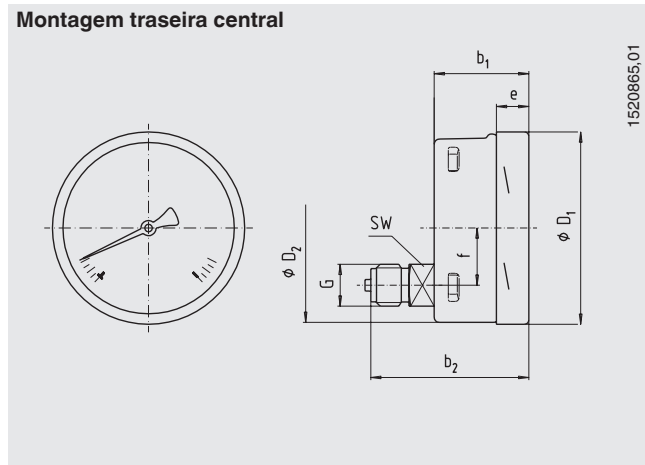 Montagem traseira central
b₁
e
1520865,01
SW
f
ϕ D₁
ϕ D₂
G
b₂